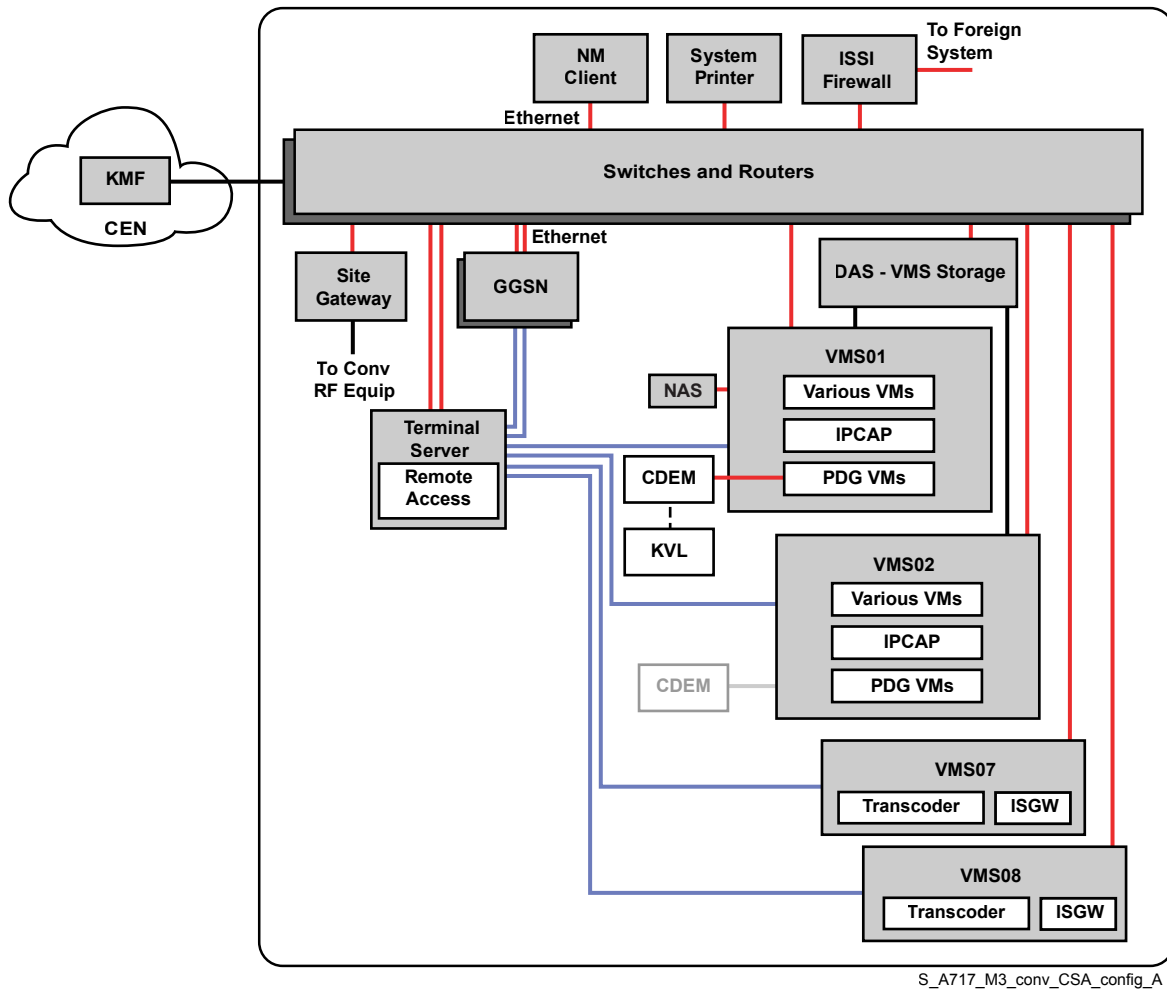 NM
Client
System
Printer
ISSI
Firewall
To Foreign
System
Ethernet
Switches and Routers
KMF
CEN
Ethernet
Site
Gateway
GGSN
DAS - VMS Storage
To Conv
RF Equip
VMS01
Various VMs
IPCAP
PDG VMs
NAS
Terminal
Server
Remote
Access
CDEM
KVL
VMS02
Various VMs
IPCAP
PDG VMs
CDEM
VMS07
Transcoder
ISGW
VMS08
Transcoder
ISGW
S_A717_M3_conv_CSA_config_A